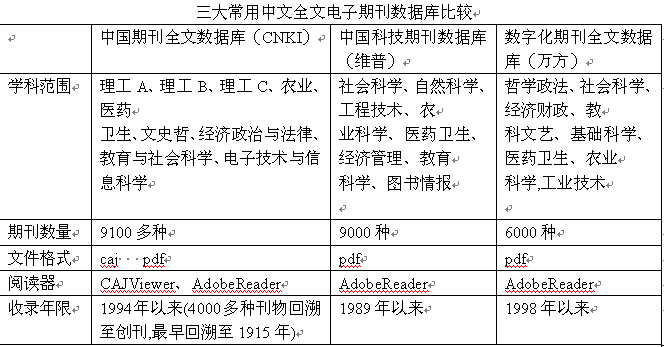 三大常用中文全文电子期刊数据库比较
中国期刊全文数据库（CNKI）
中国科技期刊数据库（维普）
数字化期刊全文数据库（万方）
学科范围
理工 A、理工 B、理工 C、农业、医药
卫生、文史哲、经济政治与法律、教育与社会科学、电子技术与信息科学
社会科学、自然科学、工程技术、农
业科学、医药卫生、经济管理、教育
科学、图书情报
哲学政法、社会科学、经济财政、教
科文艺、基础科学、医药卫生、农业
科学,工业技术
期刊数量
9100 多种
9000 种
6000 种
文件格式
caj pdf
pdf
pdf
阅读器
CAJViewer、AdobeReader
AdobeReader
AdobeReader
收录年限
1994 年以来(4000 多种刊物回溯至创刊,最早回溯至 1915 年)
1989 年以来
1998 年以来